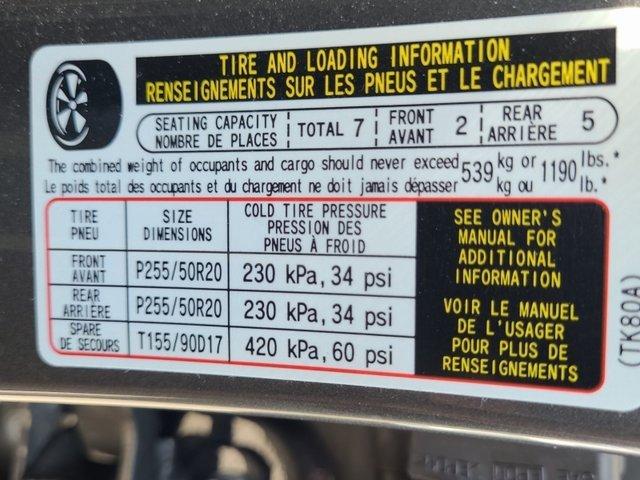 TIRE AND LOADING INFORMATION
RENSEIGNEMENTS SUR LES PNEUS ET LE CHARGEMENT
SEATING CAPACITY TOTAL 7 FRONT 2 REAR 5
NOMBRE DE PLACES AVANT ARRIÈRE
The combined weight of occupants and cargo should never exceed 539 kg or 1190 lbs.*
Le poids total des occupants et du chargement ne doit jamais dépasser kg ou lb.*
TIRE SIZE COLD TIRE PRESSURE
PNEU DIMENSIONS PRESSION DES
PNEUS À FROID
FRONT
AVANT P255/50R20 230 kPa, 34 psi
REAR
ARRIÈRE P255/50R20 230 kPa, 34 psi
SPARE
DE SECOURS T155/90D17 420 kPa, 60 psi
SEE OWNER'S
MANUAL FOR
ADDITIONAL
INFORMATION
VOIR LE MANUEL
DE L'USAGER
POUR PLUS DE
RENSEIGNEMENTS
(TK80A)